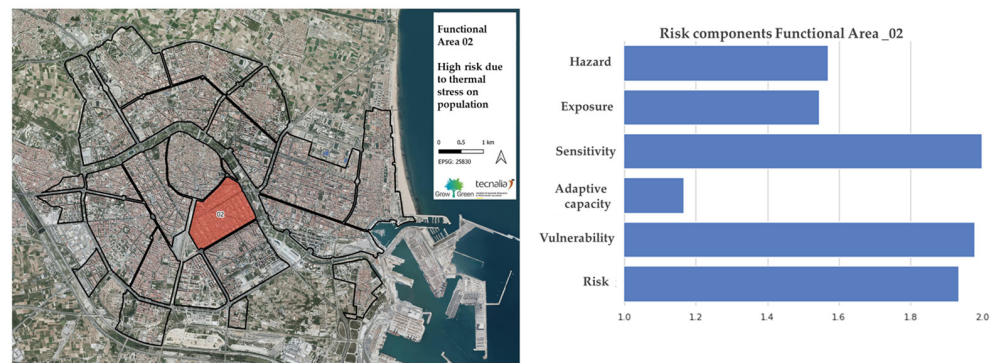 Functional
Area 02
High risk due
to thermal
stress on
population
0 0.5 1 km
EPSG: 25830
GrowGreen
tecnalia
02
Risk components Functional Area _02
Hazard
Exposure
Sensitivity
Adaptive
capacity
Vulnerability
Risk
1.0 1.2 1.4 1.6 1.8 2.0